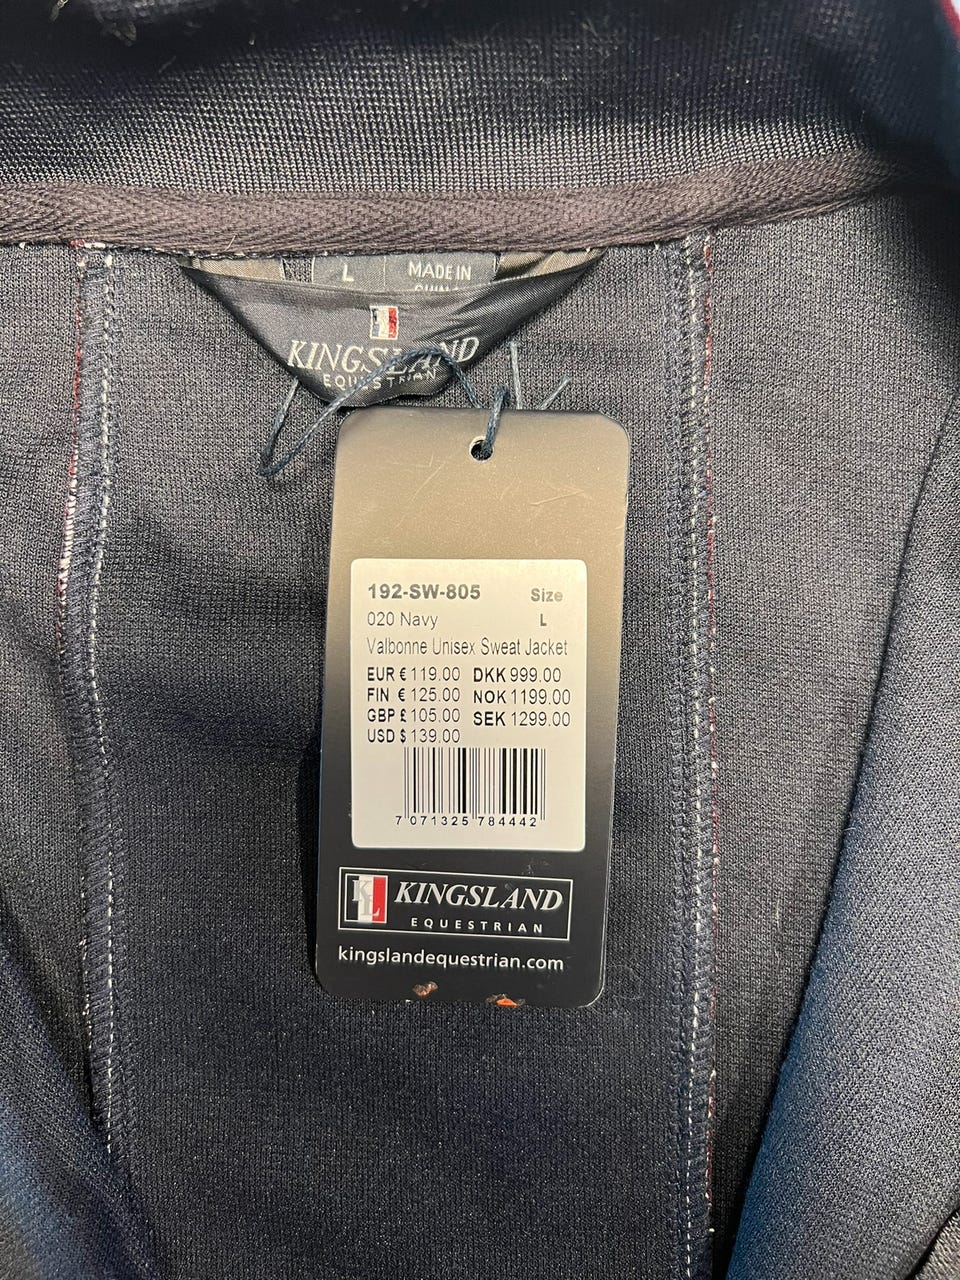 L MADE IN
KINGSLAND
EQUESTRIAN
192-SW-805 Size
020 Navy L
Valbonne Unisex Sweat Jacket
EUR € 119.00 DKK 999.00
FIN € 125.00 NOK 1199.00
GBP £ 105.00 SEK 1299.00
USD $ 139.00
7 071325 784442
KL KINGSLAND
EQUESTRIAN
kingslandequestrian.com